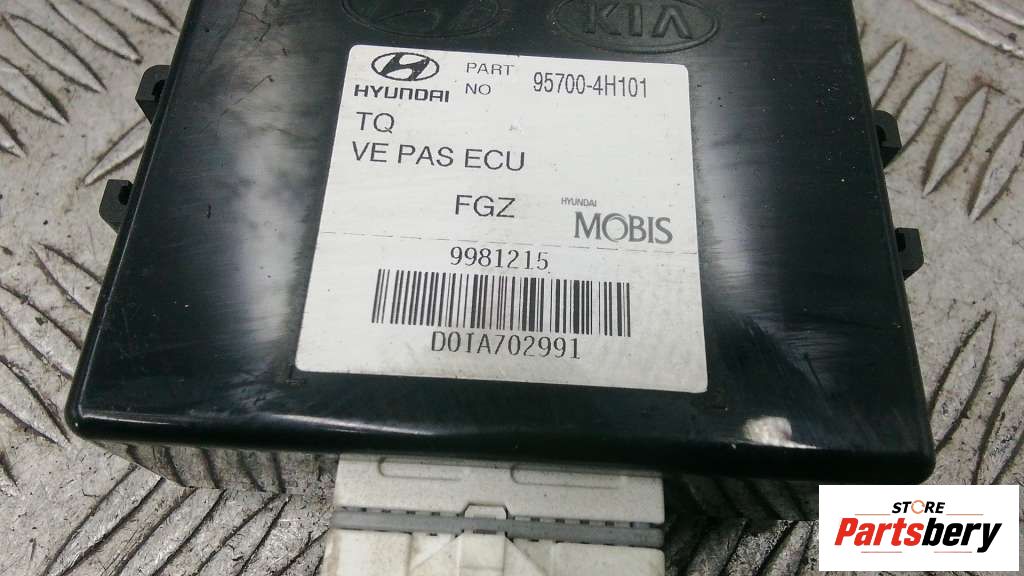 KIA
HYUNDAI
PART NO 95700-4H101
TQ
VE PAS ECU
FGZ
HYUNDAI
MOBIS
9981215
D0IA702991
STORE
Partsbery